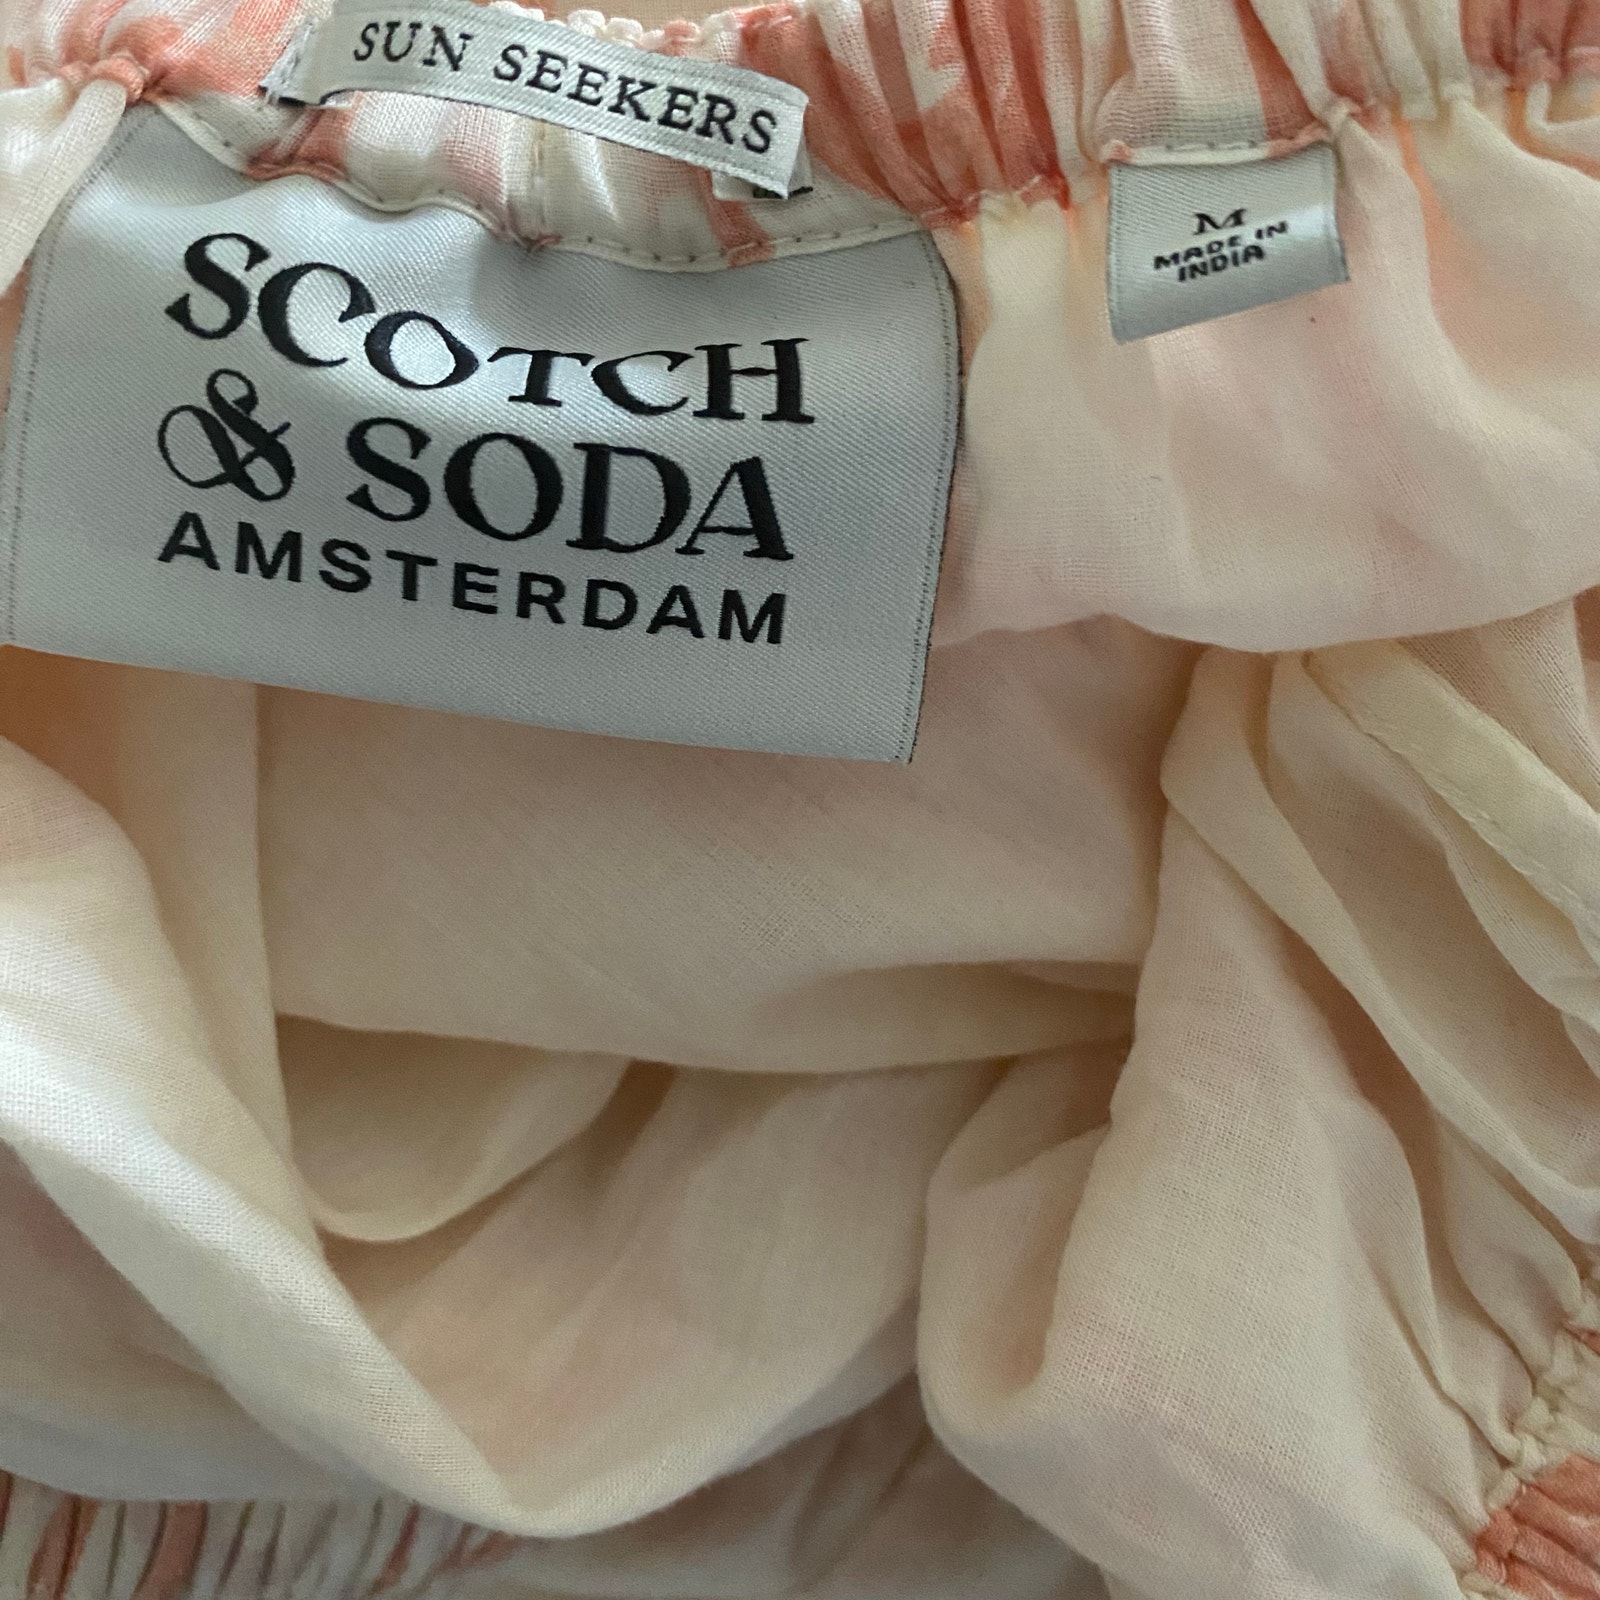 SUN SEEKERS
SCOTCH
& SODA
AMSTERDAM
M
MADE IN
INDIA